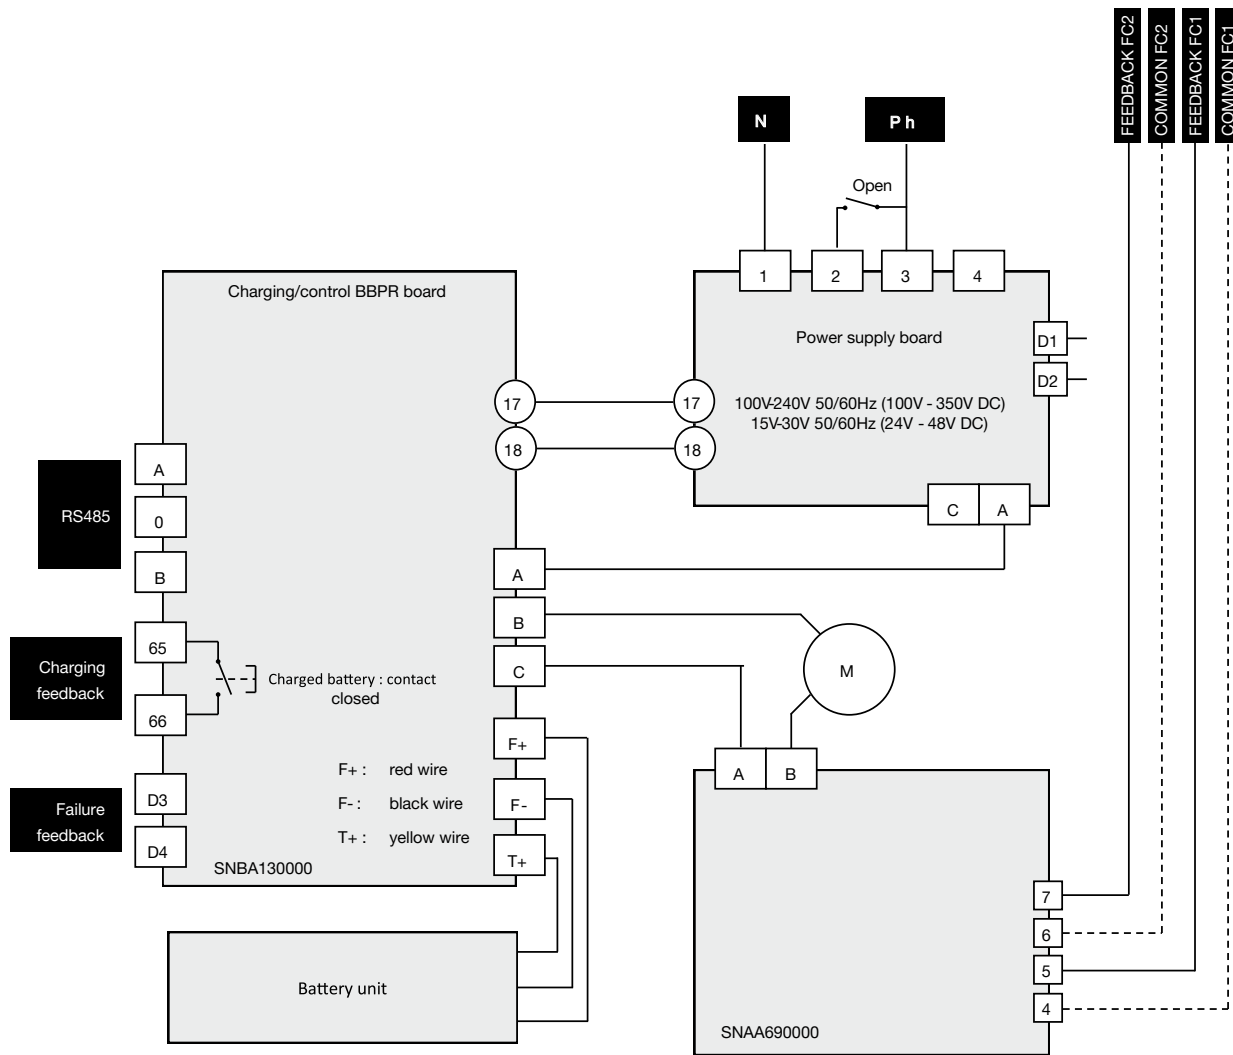 FEEDBACK FC2
COMMON FC2
FEEDBACK FC1
COMMON FC1
N
Ph
Open
1
2
3
4
Charging/control BBPR board
Power supply board
D1
D2
100V-240V 50/60Hz (100V - 350V DC)
15V-30V 50/60Hz (24V - 48V DC)
17
18
17
18
RS485
A
0
B
C
A
A
B
C
M
Charging
feedback
65
66
Charged battery : contact
closed
F+
F-
T+
F+ : red wire
F- : black wire
T+ : yellow wire
Failure
feedback
D3
D4
SNBA130000
A
B
7
6
5
4
Battery unit
SNAA690000